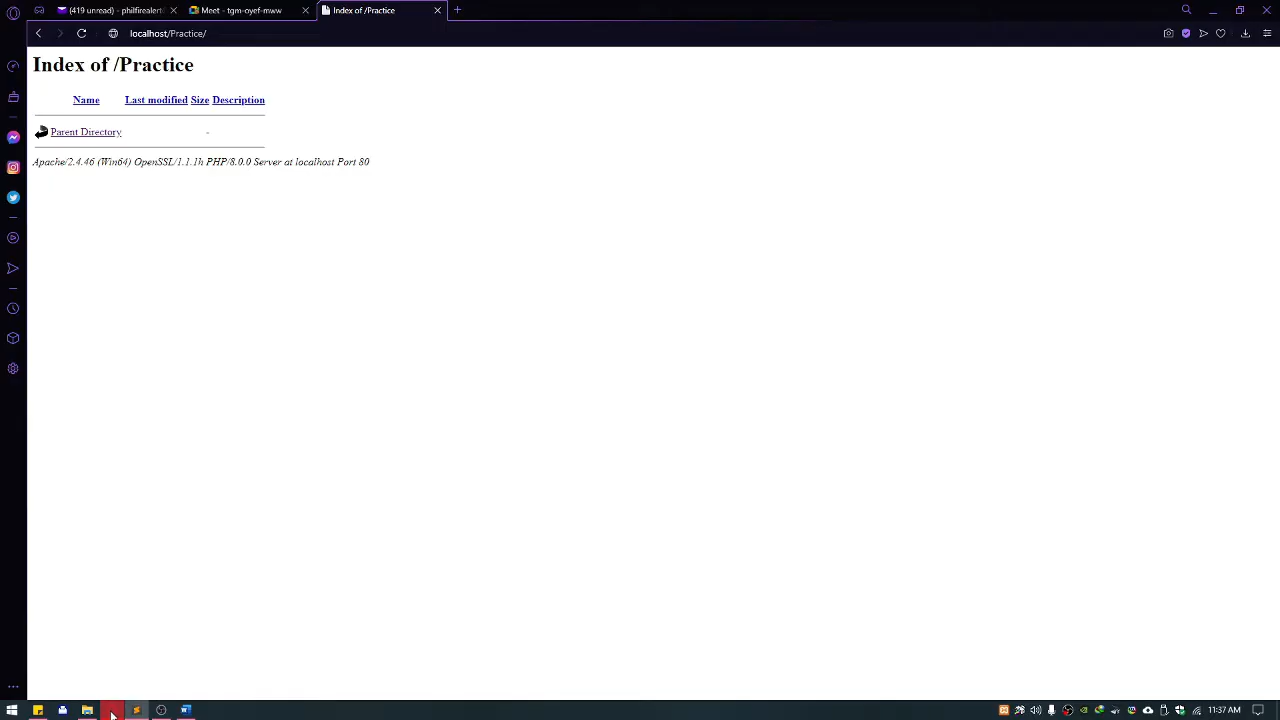 (419 unread) - philfirealert
Meet - tgm-oyef-mww
Index of /Practice
localhost/Practice/
Index of /Practice
Name Last modified Size Description
Parent Directory -
Apache/2.4.46 (Win64) OpenSSL/1.1.1h PHP/8.0.0 Server at localhost Port 80
11:37 AM